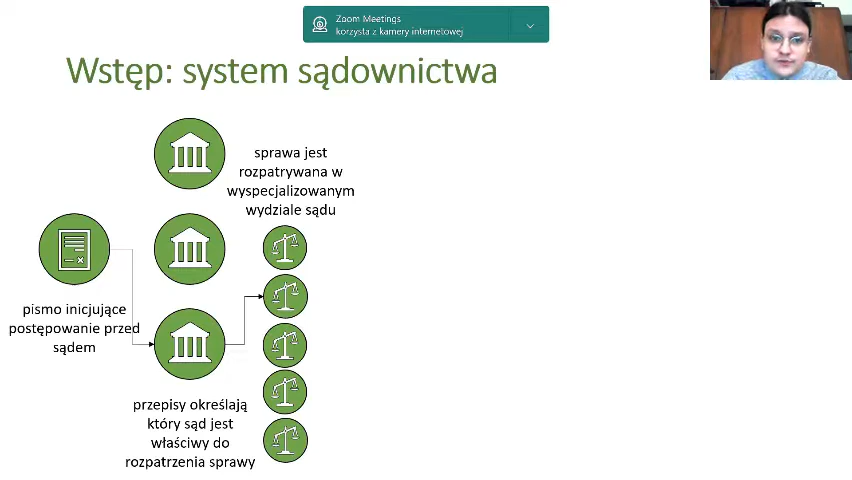 Zoom Meetings
korzysta z kamery internetowej
Wstęp: system sądownictwa
sprawa jest
rozpatrywana w
wyspecjalizowanym
wydziale sądu
pismo inicjujące
postępowanie przed
sądem
przepisy określają
który sąd jest
właściwy do
rozpatrzenia sprawy